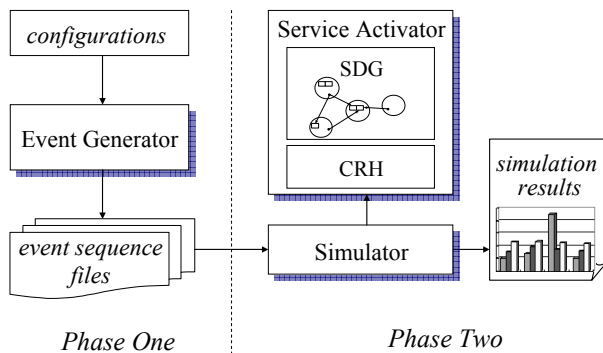 configurations
Event Generator
event sequence
files
Phase One
Service Activator
SDG
CRH
Simulator
simulation
results
Phase Two